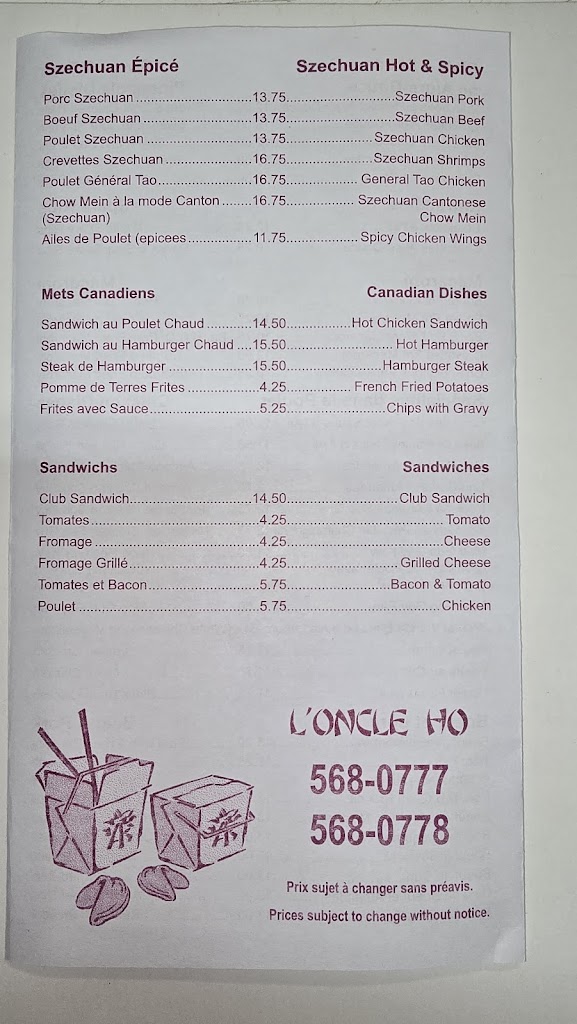 Szechuan Épicé Szechuan Hot & Spicy
Porc Szechuan..............................13.75............................Szechuan Pork
Boeuf Szechuan............................13.75............................Szechuan Beef
Poulet Szechuan...........................13.75......................Szechuan Chicken
Crevettes Szechuan......................16.75......................Szechuan Shrimps
Poulet Général Tao........................16.75................... General Tao Chicken
Chow Mein à la mode Canton........16.75.................. Szechuan Cantonese
(Szechuan) Chow Mein
Ailes de Poulet (epicees.................11.75................... Spicy Chicken Wings
Mets Canadiens Canadian Dishes
Sandwich au Poulet Chaud............14.50.................Hot Chicken Sandwich
Sandwich au Hamburger Chaud....15.50........................... Hot Hamburger
Steak de Hamburger......................15.50.........................Hamburger Steak
Pomme de Terres Frites...................4.25.................. French Fried Potatoes
Frites avec Sauce............................5.25..........................Chips with Gravy
Sandwichs Sandwiches
Club Sandwich...............................14.50.............................Club Sandwich
Tomates............................................4.25......................................... Tomato
Fromage...........................................4.25.........................................Cheese
Fromage Grillé..................................4.25..............................Grilled Cheese
Tomates et Bacon.............................5.75...........................Bacon & Tomato
Poulet................................................5.75........................................Chicken
L'ONCLE HO
568-0777
568-0778
Prix sujet à changer sans préavis.
Prices subject to change without notice.